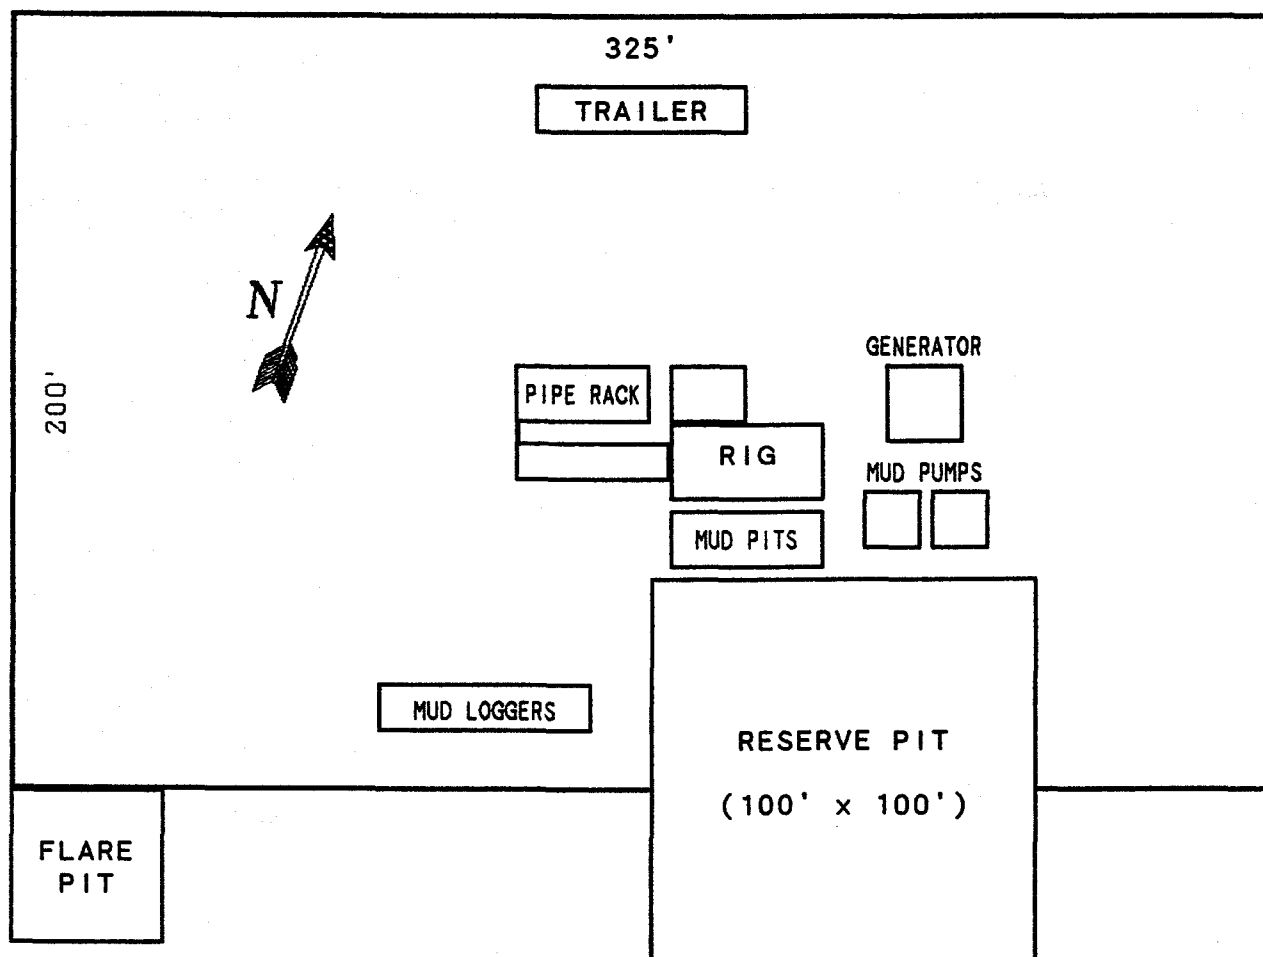 325'
TRAILER
N
200'
GENERATOR
PIPE RACK
RIG
MUD PUMPS
MUD PITS
MUD LOGGERS
RESERVE PIT
(100' x 100')
FLARE
PIT